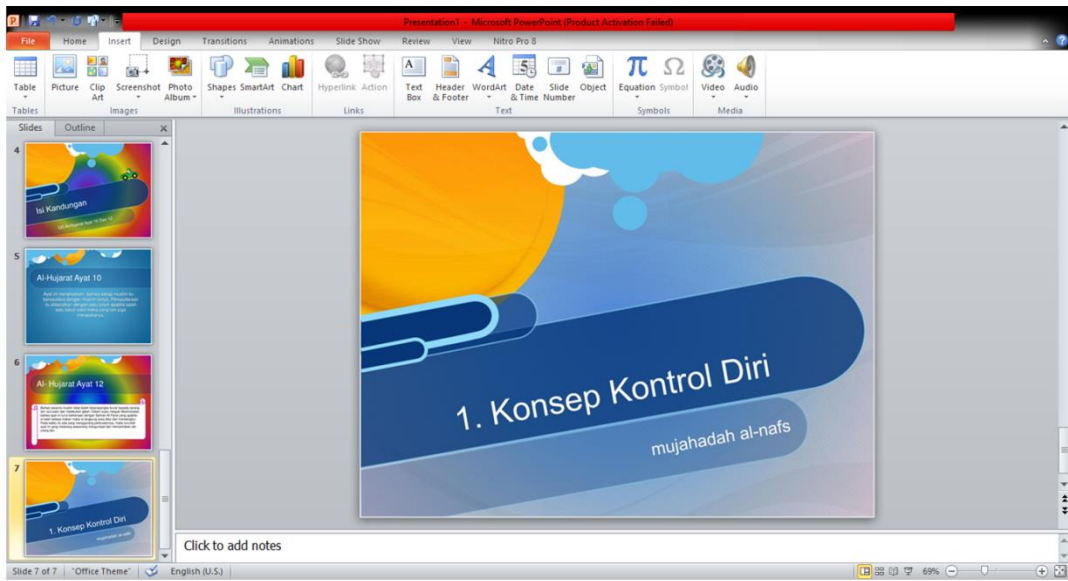 Presentation1 - Microsoft PowerPoint (Product Activation Failed)
File Home Insert Design Transitions Animations Slide Show Review View Nitro Pro 8
Table Picture Clip Art Screenshot Photo Album Shapes SmartArt Chart Hyperlink Action Text Box Header & Footer WordArt Date & Time Slide Number Object Equation Symbol Video Audio
Tables Images Illustrations Links Text Symbols Media
Slides Outline
4
Isi Kandungan
5
Al-Hujarat Ayat 10
6
Al- Hujarat Ayat 12
7
1. Konsep Kontrol Diri
mujahadah al-nafs
1. Konsep Kontrol Diri
mujahadah al-nafs
Click to add notes
Slide 7 of 7 "Office Theme" English (U.S.) 69%